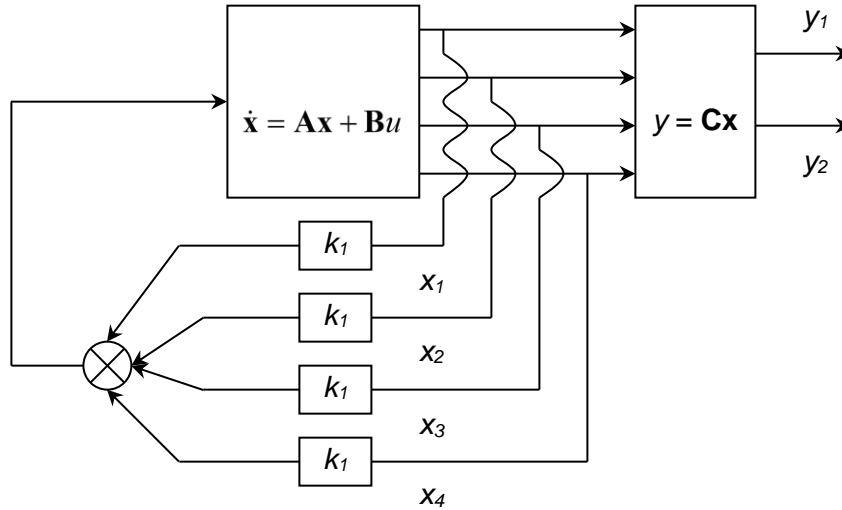 y₁
ẋ = Ax + Bu
y = Cx
y₂
k₁
x₁
k₁
x₂
k₁
x₃
k₁
x₄